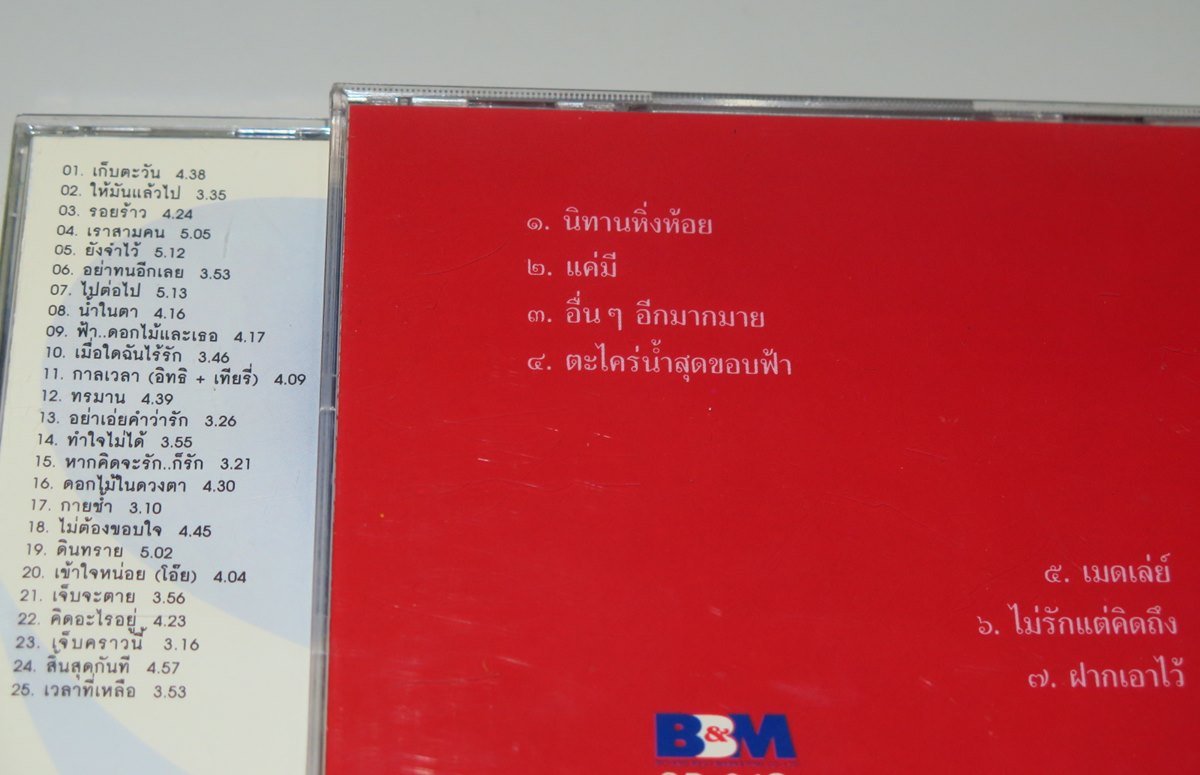 01. เก็บตะวัน 4.38
02. ให้มันแล้วไป 3.35
03. รอยร้าว 4.24
04. เราสามคน 5.05
05. ยังจำไว้ 5.12
06. อย่าทนอีกเลย 3.53
07. ไปต่อไป 5.13
08. น้ำในตา 4.16
09. ฟ้า..ดอกไม้และเธอ 4.17
10. เมื่อใดฉันไร้รัก 3.46
11. กาลเวลา (อิทธิ + เทียรี่) 4.09
12. ทรมาน 4.39
13. อย่าเอ่ยคำว่ารัก 3.26
14. ทำใจไม่ได้ 3.55
15. หากคิดจะรัก..ก็รัก 3.21
16. ดอกไม้ในดวงตา 4.30
17. กายช้ำ 3.10
18. ไม่ต้องขอบใจ 4.45
19. ดินทราย 5.02
20. เข้าใจหน่อย (โอ๊ย) 4.04
21. เจ็บจะตาย 3.56
22. คิดอะไรอยู่ 4.23
23. เจ็บคราวนี้ 3.16
24. สิ้นสุดกันที 4.57
25. เวลาที่เหลือ 3.53
๑. นิทานหิ่งห้อย
๒. แค่มี
๓. อื่น ๆ อีกมากมาย
๔. ตะไคร่น้ำสุดขอบฟ้า
๕. เมดเล่ย์
๖. ไม่รักแต่คิดถึง
๗. ฝากเอาไว้
B&M